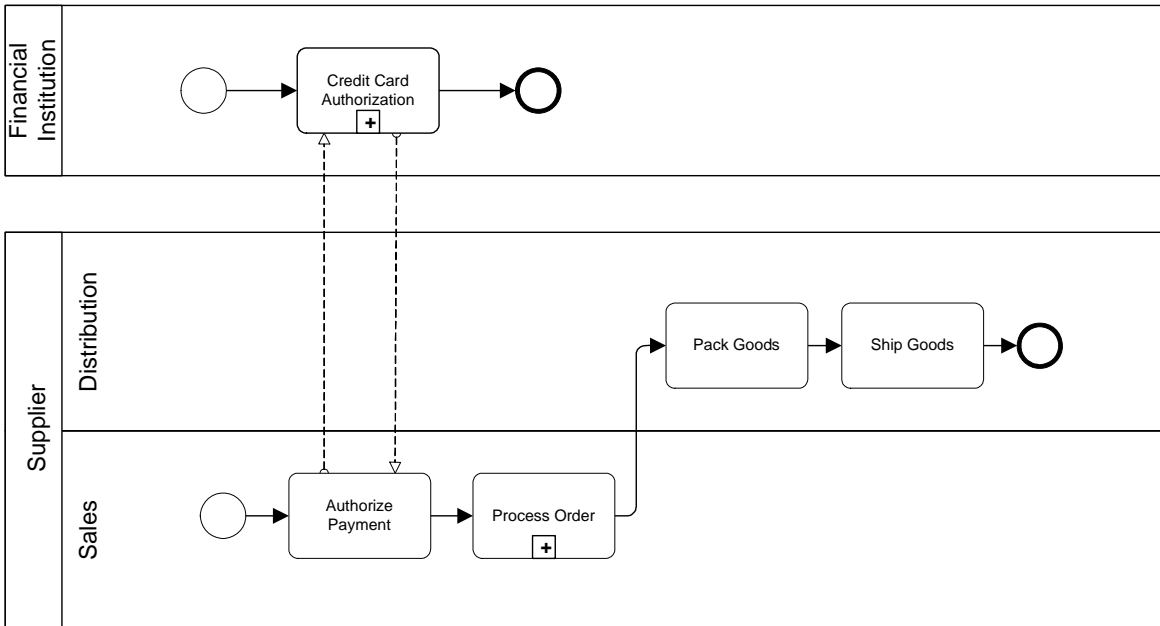 Financial
Institution
Credit Card
Authorization
+
Supplier
Distribution
Pack Goods
Ship Goods
Sales
Authorize
Payment
Process Order
+